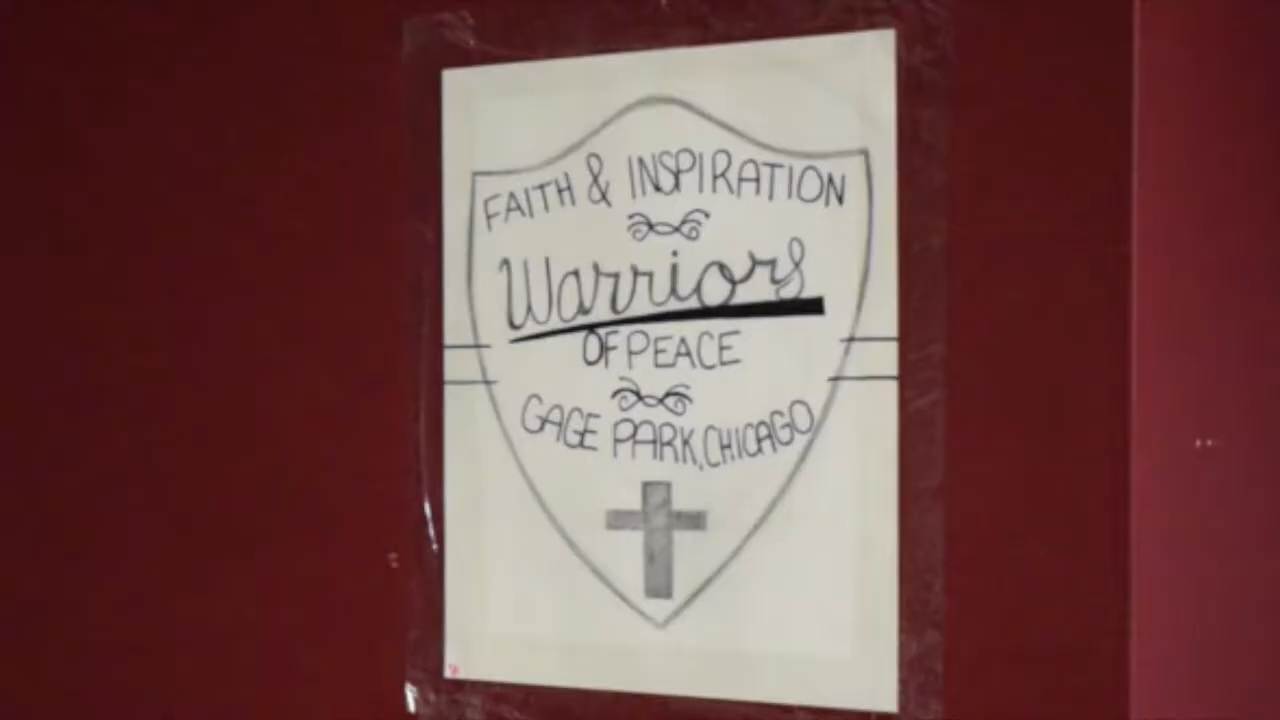 FAITH & INSPIRATION
Warriors
OF PEACE
GAGE PARK, CHICAGO